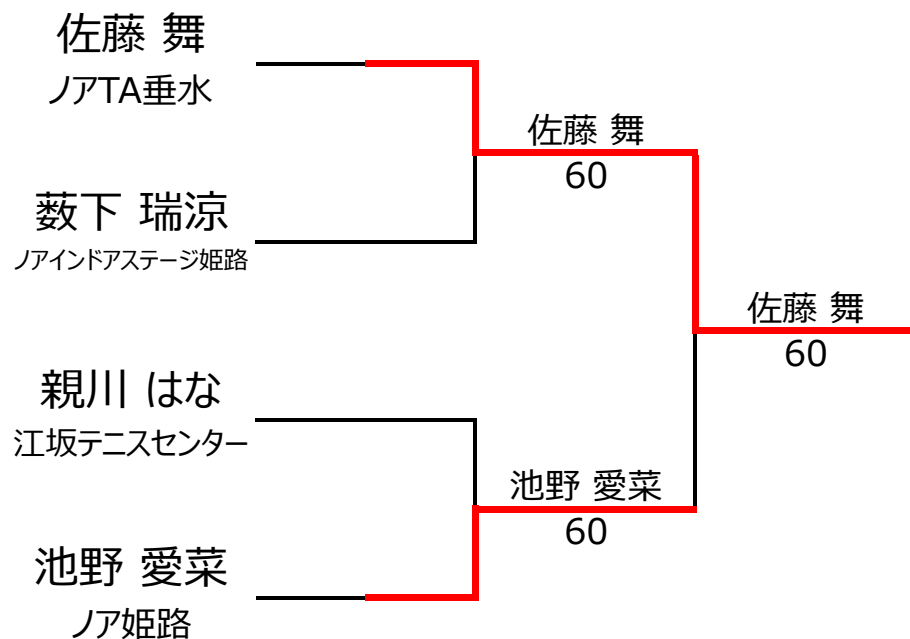 佐藤 舞
ノアTA垂水
佐藤 舞
60
薮下 瑞涼
ノアインドアステージ姫路
佐藤 舞
60
親川 はな
江坂テニスセンター
池野 愛菜
60
池野 愛菜
ノア姫路